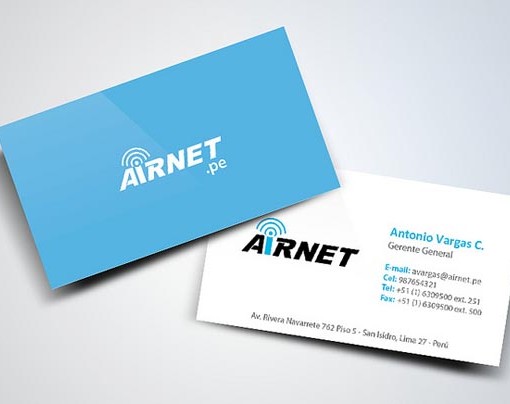 AIRNET
.pe
AIRNET
Antonio Vargas C.
Gerente General
E-mail: avargas@airnet.pe
Cel: 987654321
Tel: +51 (1) 6309500 ext. 251
Fax: +51 (1) 6309500 ext. 500
Av. Rivera Navarrete 762 Piso 5 - San Isidro, Lima 27 - Perú